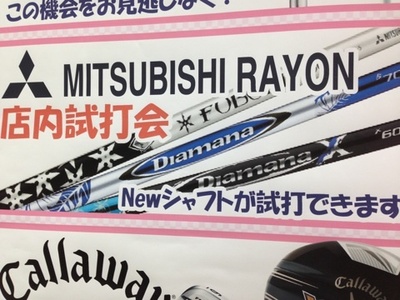 この機会をお見逃しなく!
MITSUBISHI RAYON
店内試打会
FUBUKI
Diamana
Diamana X
Newシャフトが試打できます
Callaway